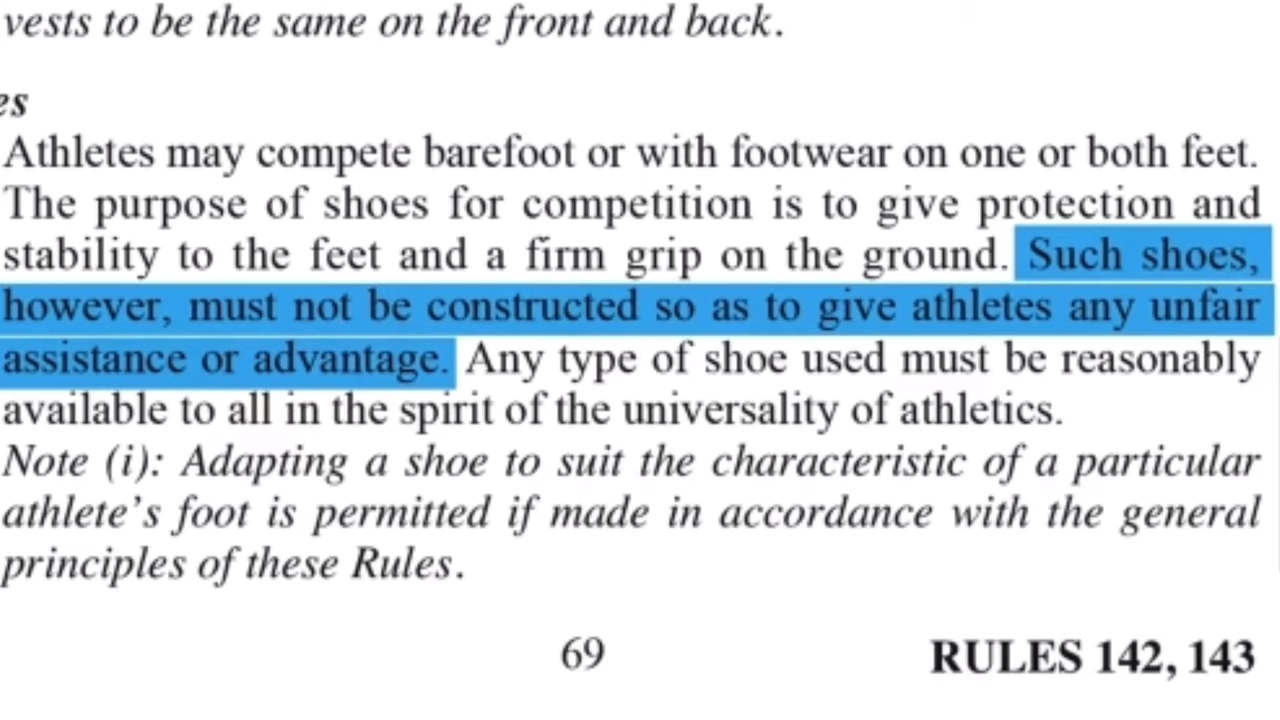 vests to be the same on the front and back.
es
Athletes may compete barefoot or with footwear on one or both feet.
The purpose of shoes for competition is to give protection and
stability to the feet and a firm grip on the ground. Such shoes,
however, must not be constructed so as to give athletes any unfair
assistance or advantage. Any type of shoe used must be reasonably
available to all in the spirit of the universality of athletics.
Note (i): Adapting a shoe to suit the characteristic of a particular
athlete's foot is permitted if made in accordance with the general
principles of these Rules.
69 RULES 142, 143